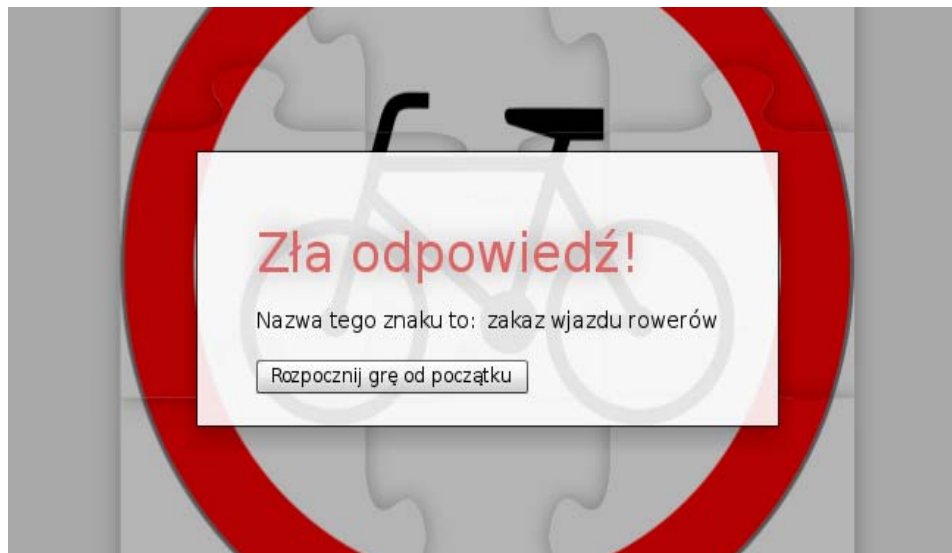 Zła odpowiedź!
Nazwa tego znaku to: zakaz wjazdu rowerów
Rozpocznij grę od początku